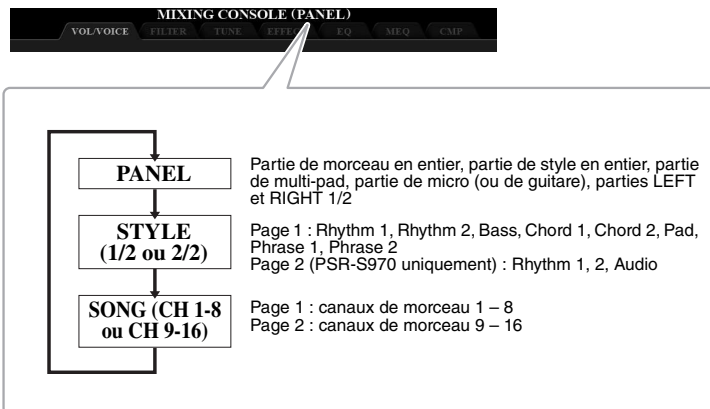 MIXING CONSOLE (PANEL)
VOL/VOICE FILTER TUNE EFFECT EQ MEQ CMP
PANEL
Partie de morceau en entier, partie de style en entier, partie
de multi-pad, partie de micro (ou de guitare), parties LEFT
et RIGHT 1/2
STYLE
(1/2 ou 2/2)
Page 1 : Rhythm 1, Rhythm 2, Bass, Chord 1, Chord 2, Pad,
Phrase 1, Phrase 2
Page 2 (PSR-S970 uniquement) : Rhythm 1, 2, Audio
SONG (CH 1-8
ou CH 9-16)
Page 1 : canaux de morceau 1 – 8
Page 2 : canaux de morceau 9 – 16